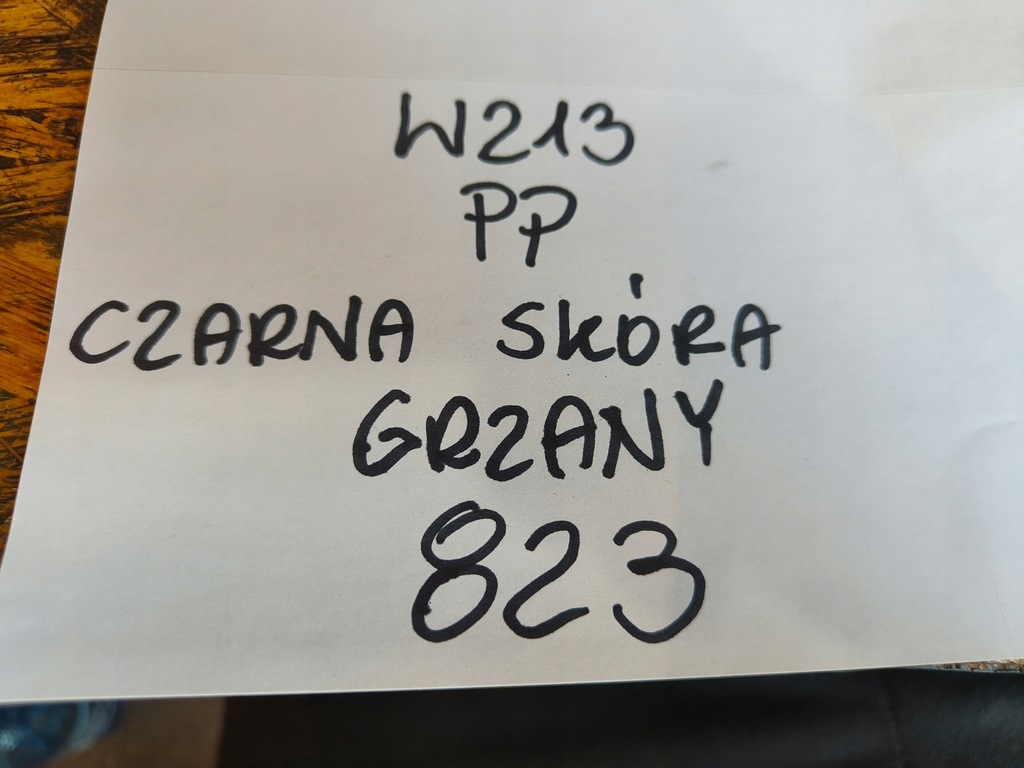 W213
PP
CZARNA SKÓRA
GRZANY
823